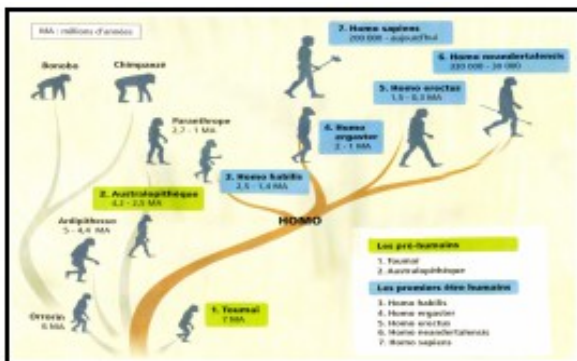 MA : millions d'années
Bonobo
Chimpanzé
7. Homo sapiens
200 000 - aujourd'hui
6. Homo neandertalensis
5. Homo erectus
1,5 - 0,3 MA
Paranthrope
2,7 - 1 MA
4. Homo
ergaster
2 - 1 MA
3. Homo habilis
2,5 - 1,4 MA
2. Australopithèque
4,2 - 2,5 MA
Ardipithèque
5 - 4,4 MA
HOMO
1. Toumaï
7 MA
Orrorin
6 MA
Les pré-humains
1. Toumaï
2. Australopithèque
Les premiers être humains
3. Homo habilis
4. Homo ergaster
5. Homo erectus
6. Homo neandertalensis
7. Homo sapiens